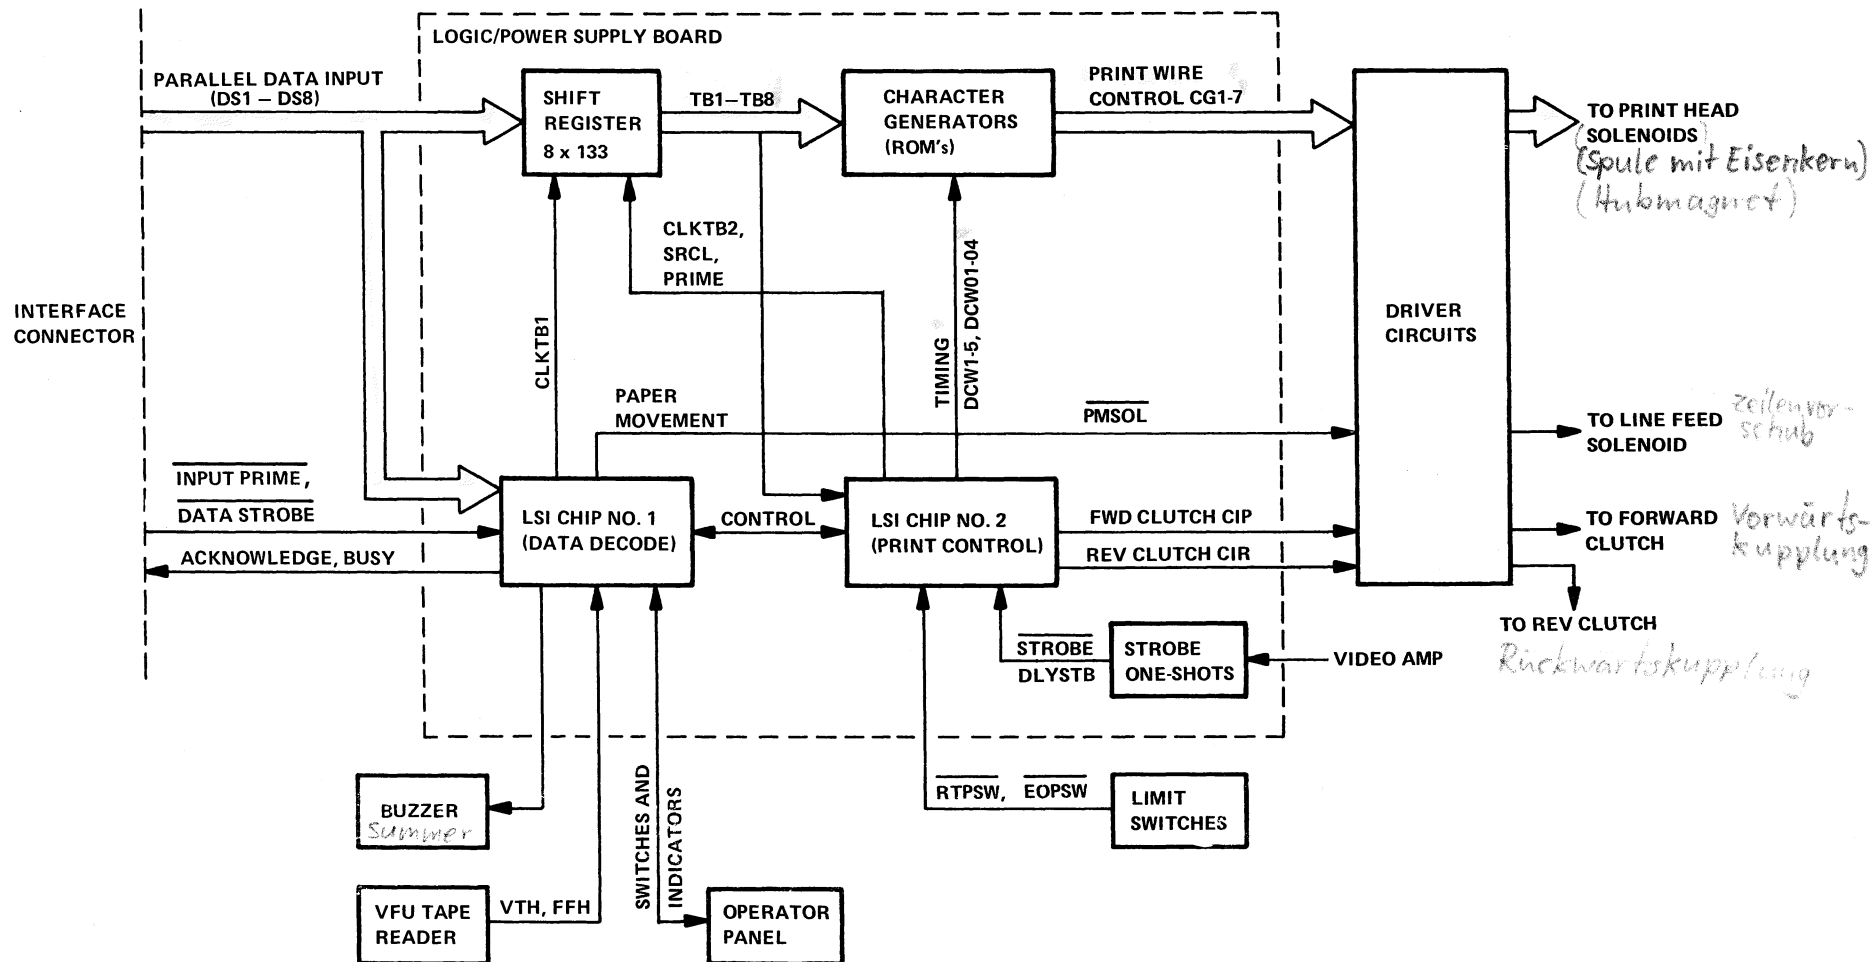 LOGIC/POWER SUPPLY BOARD
PARALLEL DATA INPUT
(DS1 – DS8)
SHIFT
REGISTER
8 x 133
TB1–TB8
CHARACTER
GENERATORS
(ROM's)
PRINT WIRE
CONTROL CG1-7
TO PRINT HEAD
SOLENOIDS
(Spule mit Eisenkern)
(Hubmagnet)
CLKTB2,
SRCL,
PRIME
CLKTB1
TIMING
DCW1-5, DCW01-04
INTERFACE
CONNECTOR
DRIVER
CIRCUITS
PAPER
MOVEMENT
PMSOL
TO LINE FEED
SOLENOID
Zeilenvor-
schub
INPUT PRIME,
DATA STROBE
ACKNOWLEDGE, BUSY
LSI CHIP NO. 1
(DATA DECODE)
CONTROL
LSI CHIP NO. 2
(PRINT CONTROL)
FWD CLUTCH CIP
REV CLUTCH CIR
TO FORWARD
CLUTCH
Vorwärts-
kupplung
TO REV CLUTCH
Rückwärtskupplung
STROBE
DLYSTB
STROBE
ONE-SHOTS
VIDEO AMP
BUZZER
Summer
SWITCHES AND
INDICATORS
RTPSW, EOPSW
LIMIT
SWITCHES
VFU TAPE
READER
VTH, FFH
OPERATOR
PANEL